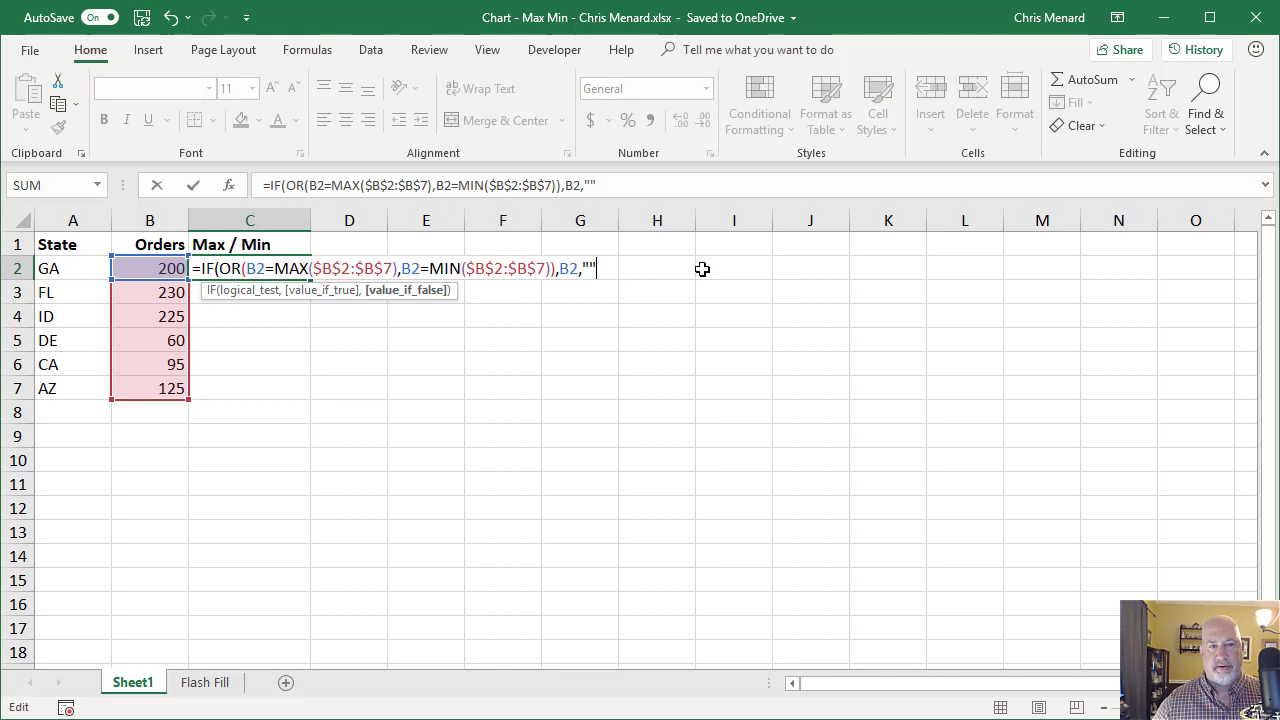 AutoSave On Chart - Max Min - Chris Menard.xlsx - Saved to OneDrive Chris Menard
File Home Insert Page Layout Formulas Data Review View Developer Help Tell me what you want to do Share History
Paste 11 Wrap Text General Conditional Format as Cell Insert Delete Format AutoSum Sort & Find &
B I U A Merge & Center $ % Formatting Table Styles Fill Filter Select
Clear
Clipboard Font Alignment Number Styles Cells Editing
SUM fx =IF(OR(B2=MAX($B$2:$B$7),B2=MIN($B$2:$B$7)),B2,""
A B C D E F G H I J K L M N O
1 State Orders Max / Min
2 GA 200 =IF(OR(B2=MAX($B$2:$B$7),B2=MIN($B$2:$B$7)),B2,""
IF(logical_test, [value_if_true], [value_if_false])
3 FL 230
4 ID 225
5 DE 60
6 CA 95
7 AZ 125
8
9
10
11
12
13
14
15
16
17
18
Sheet1 Flash Fill
Edit